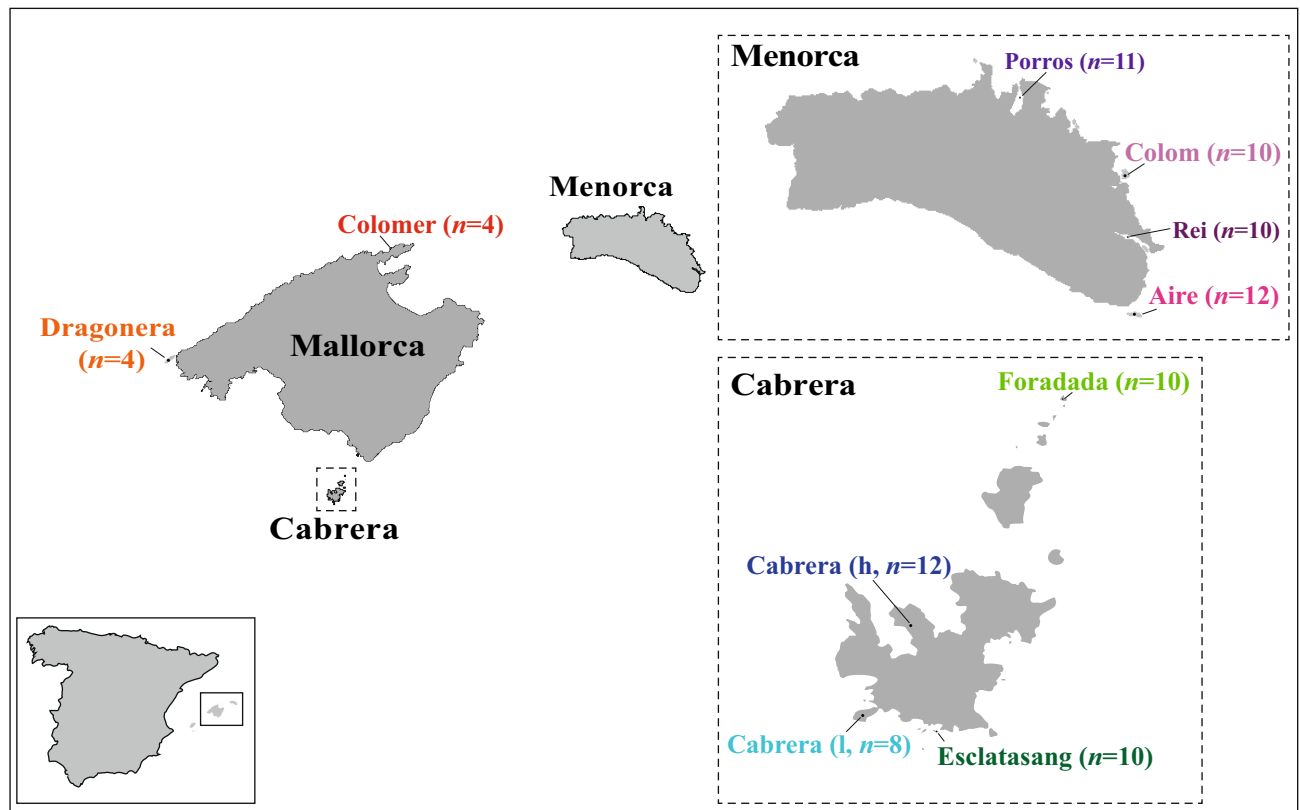 Menorca
Colomer (n=4)
Dragonera
(n=4)
Mallorca
Cabrera
Menorca
Porros (n=11)
Colom (n=10)
Rei (n=10)
Aire (n=12)
Cabrera
Foradada (n=10)
Cabrera (h, n=12)
Cabrera (l, n=8)
Esclatasang (n=10)